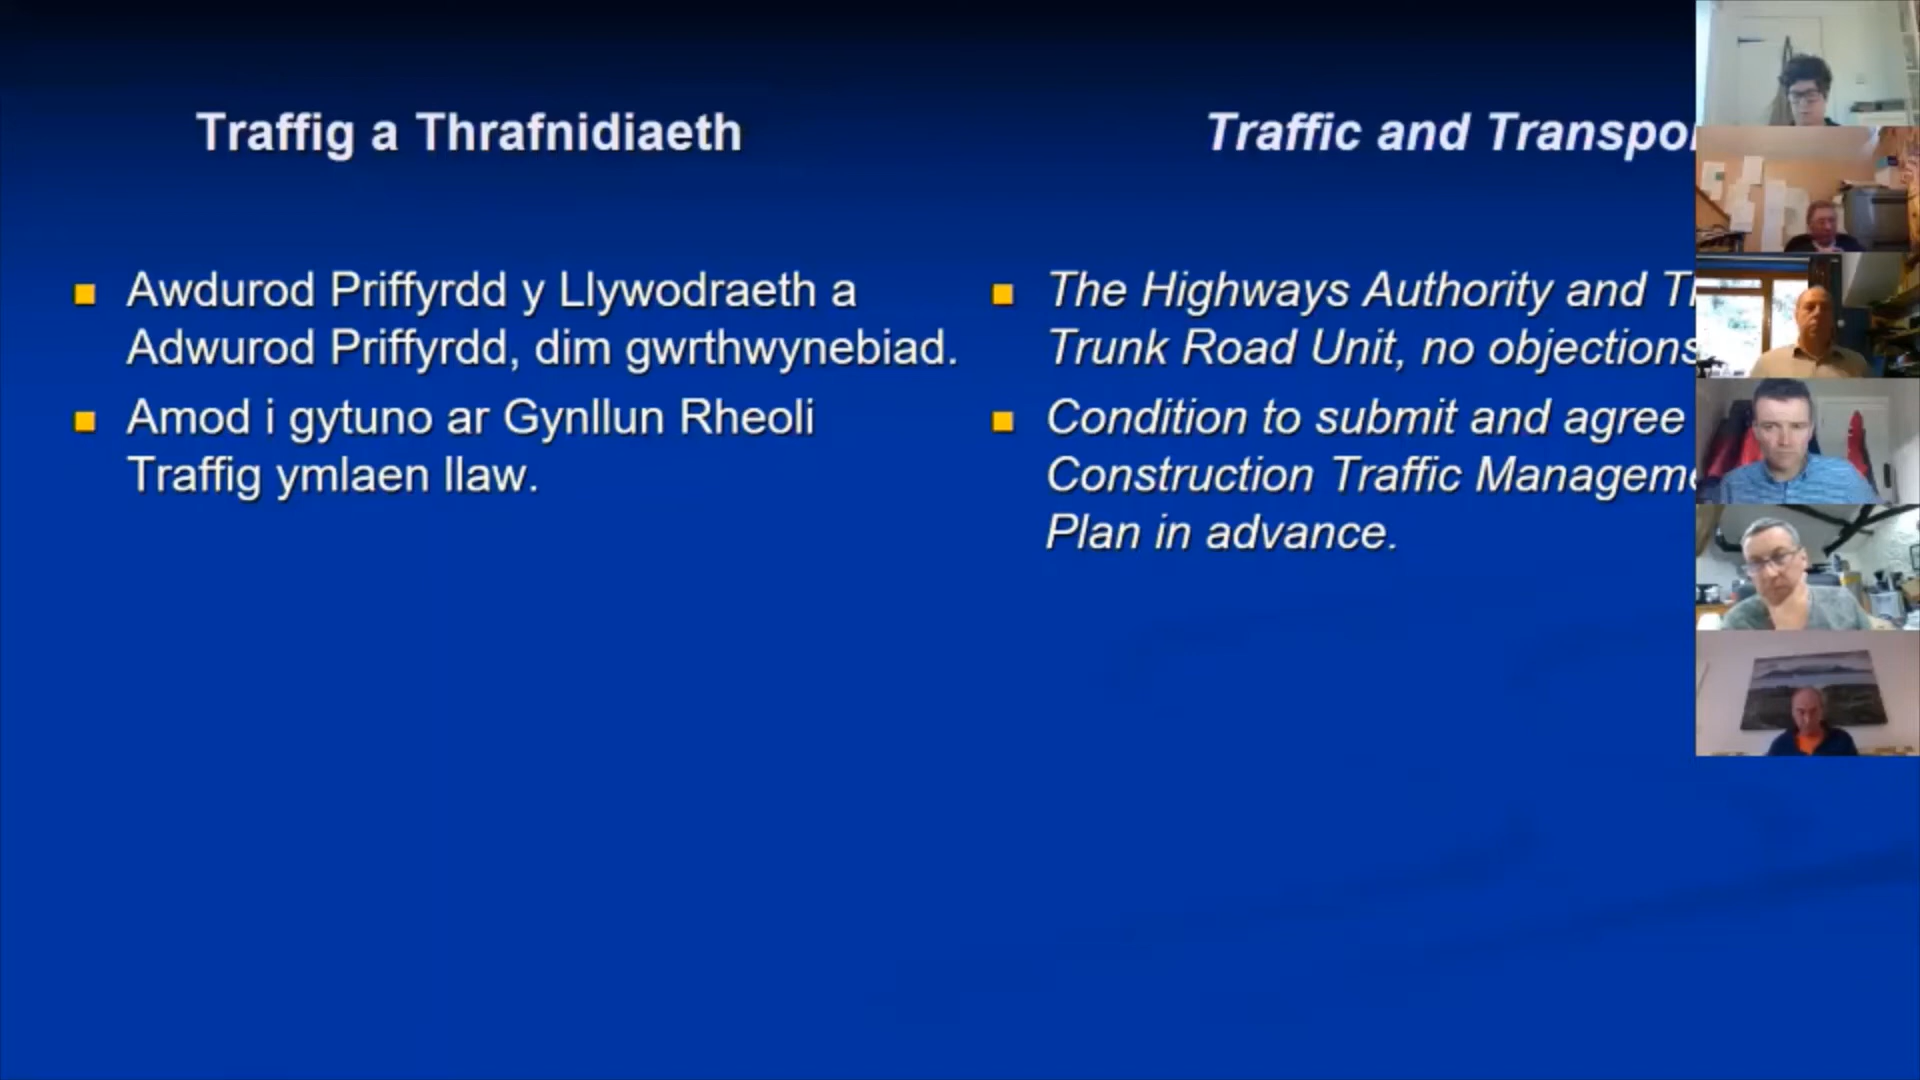 Traffig a Thrafnidiaeth
Awdurod Priffyrdd y Llywodraeth a
Adwurod Priffyrdd, dim gwrthwynebiad.
Amod i gytuno ar Gynllun Rheoli
Traffig ymlaen llaw.
Traffic and
The Highways Authority and
Trunk Road Unit, no objections
Condition to submit and agree
Construction Traffic
Plan in advance.